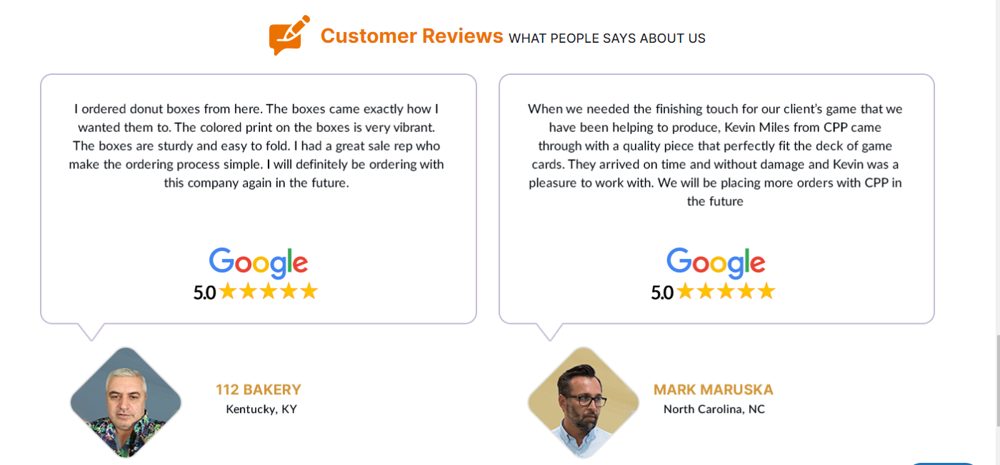 Customer Reviews WHAT PEOPLE SAYS ABOUT US
I ordered donut boxes from here. The boxes came exactly how I
wanted them to. The colored print on the boxes is very vibrant.
The boxes are sturdy and easy to fold. I had a great sale rep who
make the ordering process simple. I will definitely be ordering with
this company again in the future.
Google
5.0
112 BAKERY
Kentucky, KY
When we needed the finishing touch for our client’s game that we
have been helping to produce, Kevin Miles from CPP came
through with a quality piece that perfectly fit the deck of game
cards. They arrived on time and without damage and Kevin was a
pleasure to work with. We will be placing more orders with CPP in
the future
Google
5.0
MARK MARUSKA
North Carolina, NC